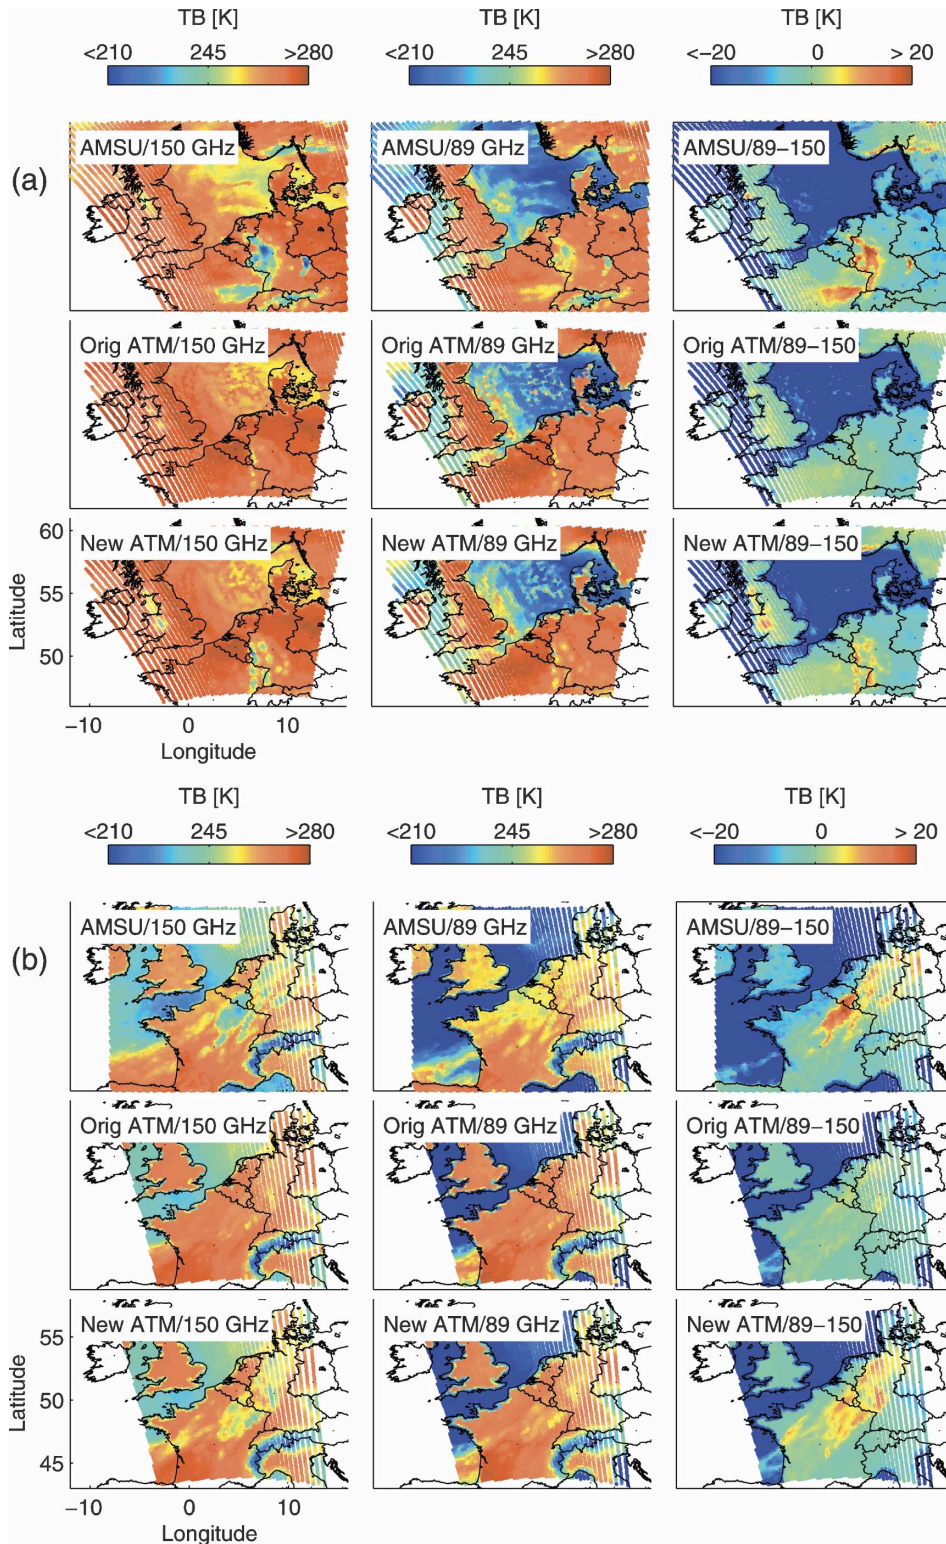 TB [K] TB [K] TB [K]
<210 245 >280 <210 245 >280 <−20 0 > 20
(a)
AMSU/150 GHz AMSU/89 GHz AMSU/89−150
Orig ATM/150 GHz Orig ATM/89 GHz Orig ATM/89−150
60 New ATM/150 GHz New ATM/89 GHz New ATM/89−150
55
50
Latitude
−10 0 10
Longitude
TB [K] TB [K] TB [K]
<210 245 >280 <210 245 >280 <−20 0 > 20
(b)
AMSU/150 GHz AMSU/89 GHz AMSU/89−150
Orig ATM/150 GHz Orig ATM/89 GHz Orig ATM/89−150
55 New ATM/150 GHz New ATM/89 GHz New ATM/89−150
50
45
Latitude
−10 0 10
Longitude